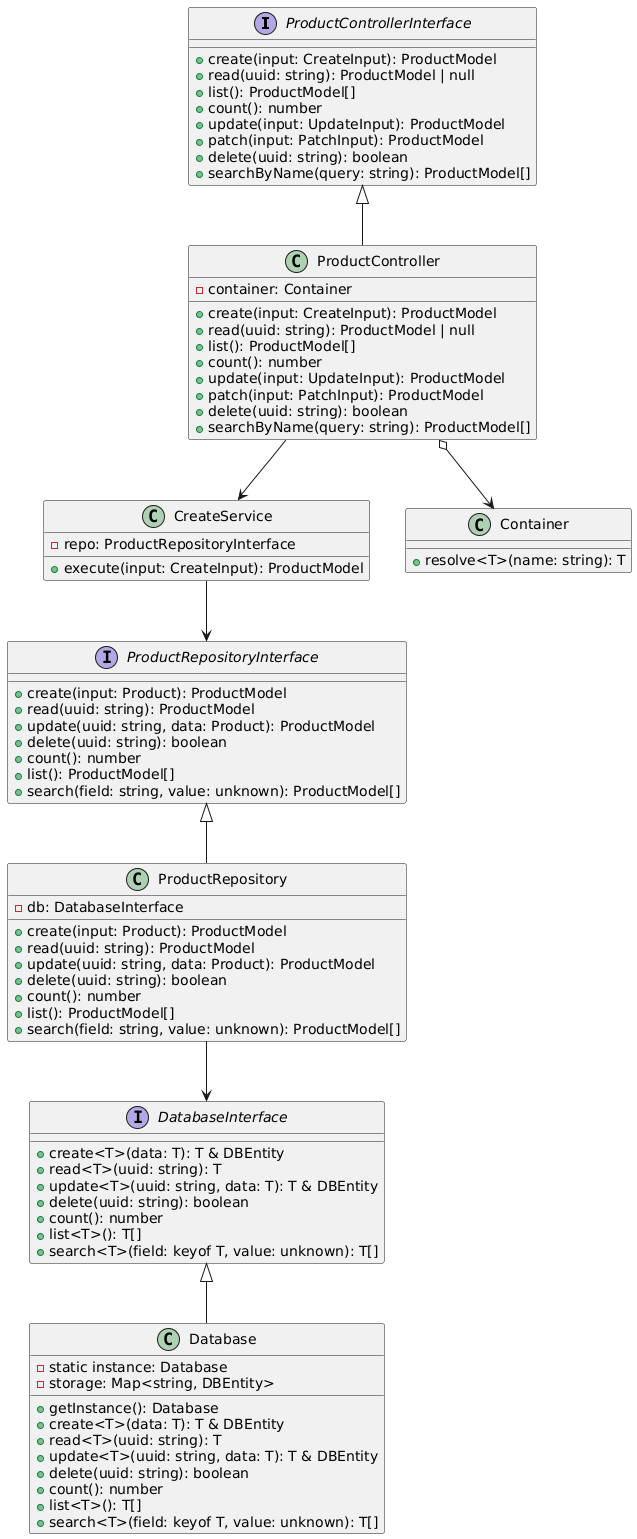 I ProductControllerInterface
create(input: CreateInput): ProductModel
read(uuid: string): ProductModel | null
list(): ProductModel[]
count(): number
update(input: UpdateInput): ProductModel
patch(input: PatchInput): ProductModel
delete(uuid: string): boolean
searchByName(query: string): ProductModel[]
C ProductController
container: Container
create(input: CreateInput): ProductModel
read(uuid: string): ProductModel | null
list(): ProductModel[]
count(): number
update(input: UpdateInput): ProductModel
patch(input: PatchInput): ProductModel
delete(uuid: string): boolean
searchByName(query: string): ProductModel[]
C CreateService
repo: ProductRepositoryInterface
execute(input: CreateInput): ProductModel
C Container
resolve<T>(name: string): T
I ProductRepositoryInterface
create(input: Product): ProductModel
read(uuid: string): ProductModel
update(uuid: string, data: Product): ProductModel
delete(uuid: string): boolean
count(): number
list(): ProductModel[]
search(field: string, value: unknown): ProductModel[]
C ProductRepository
db: DatabaseInterface
create(input: Product): ProductModel
read(uuid: string): ProductModel
update(uuid: string, data: Product): ProductModel
delete(uuid: string): boolean
count(): number
list(): ProductModel[]
search(field: string, value: unknown): ProductModel[]
I DatabaseInterface
create<T>(data: T): T & DBEntity
read<T>(uuid: string): T
update<T>(uuid: string, data: T): T & DBEntity
delete(uuid: string): boolean
count(): number
list<T>(): T[]
search<T>(field: keyof T, value: unknown): T[]
C Database
static instance: Database
storage: Map<string, DBEntity>
getInstance(): Database
create<T>(data: T): T & DBEntity
read<T>(uuid: string): T
update<T>(uuid: string, data: T): T & DBEntity
delete(uuid: string): boolean
count(): number
list<T>(): T[]
search<T>(field: keyof T, value: unknown): T[]